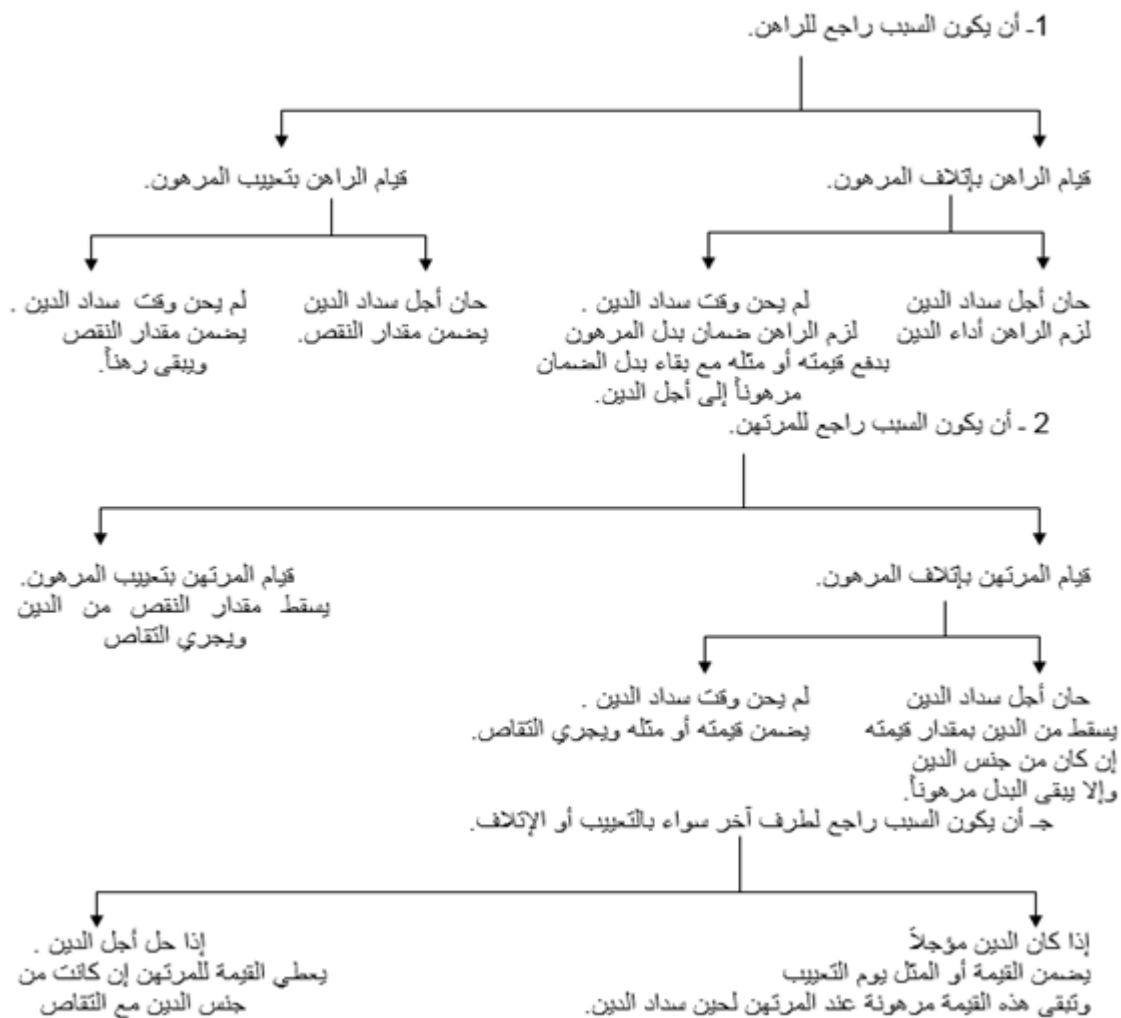 1ـ أن يكون السبب راجع للراهن.
قيام الراهن بإتلاف المرهون.
قيام الراهن بتعييب المرهون.
حان أجل سداد الدين
لزم الراهن أداء الدين
لم يحن وقت سداد الدين .
لزم الراهن ضمان بدل المرهون
بدفع قيمته أو مثله مع بقاء بدل الضمان
مرهوناً إلى أجل الدين.
حان أجل سداد الدين
يضمن مقدار النقص.
لم يحن وقت سداد الدين .
يضمن مقدار النقص
ويبقى رهناً.
2 ـ أن يكون السبب راجع للمرتهن.
قيام المرتهن بإتلاف المرهون.
قيام المرتهن بتعييب المرهون.
يسقط مقدار النقص من الدين
ويجري التقاص
حان أجل سداد الدين
يسقط من الدين بمقدار قيمته
إن كان من جنس الدين
وإلا يبقى البدل مرهوناً.
لم يحن وقت سداد الدين .
يضمن قيمته أو مثله ويجري التقاص.
جـ أن يكون السبب راجع لطرف آخر سواء بالتعييب أو الإتلاف.
إذا كان الدين مؤجلاً
يضمن القيمة أو المثل يوم التعييب
وتبقى هذه القيمة مرهونة عند المرتهن لحين سداد الدين.
إذا حل أجل الدين .
يعطي القيمة للمرتهن إن كانت من
جنس الدين مع التقاص